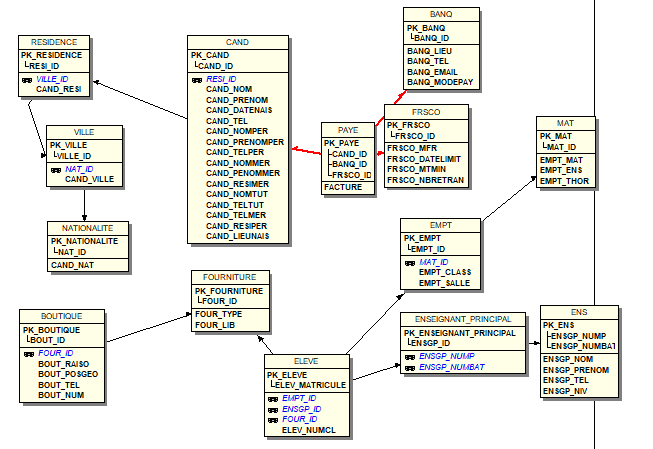 BANQ
PK_BANQ
BANQ_ID
BANQ_LIEU
BANQ_TEL
BANQ_EMAIL
BANQ_MODEPAY
RESIDENCE
PK_RESIDENCE
RESI_ID
VILLE_ID
CAND_RESI
CAND
PK_CAND
CAND_ID
RESI_ID
CAND_NOM
CAND_PRENOM
CAND_DATENAIS
CAND_TEL
CAND_NOMPER
CAND_PRENOMPER
CAND_TELPER
CAND_NOMMER
CAND_PENOMMER
CAND_RESIMER
CAND_NOMTUT
CAND_TELTUT
CAND_TELMER
CAND_RESIPER
CAND_LIEUNAIS
FRSCO
PK_FRSCO
FRSCO_ID
FRSCO_MFR
FRSCO_DATELIMIT
FRSCO_MTMIN
FRSCO_NBRETRAN
PAYE
PK_PAYE
CAND_ID
BANQ_ID
FRSCO_ID
FACTURE
MAT
PK_MAT
MAT_ID
EMPT_MAT
EMPT_ENS
EMPT_THOR
VILLE
PK_VILLE
VILLE_ID
NAT_ID
CAND_VILLE
NATIONALITE
PK_NATIONALITE
NAT_ID
CAND_NAT
EMPT
PK_EMPT
EMPT_ID
MAT_ID
EMPT_CLASS
EMPT_SALLE
FOURNITURE
PK_FOURNITURE
FOUR_ID
FOUR_TYPE
FOUR_LIB
BOUTIQUE
PK_BOUTIQUE
BOUT_ID
FOUR_ID
BOUT_RAISO
BOUT_POSGEO
BOUT_TEL
BOUT_NUM
ENSEIGNANT_PRINCIPAL
PK_ENSEIGNANT_PRINCIPAL
ENSGP_ID
ENSGP_NUMP
ENSGP_NUMBAT
ENS
PK_ENS
ENSGP_NUMP
ENSGP_NUMBAT
ENSGP_NOM
ENSGP_PRENOM
ENSGP_TEL
ENSGP_NIV
ELEVE
PK_ELEVE
ELEV_MATRICULE
EMPT_ID
ENSGP_ID
FOUR_ID
ELEV_NUMCL